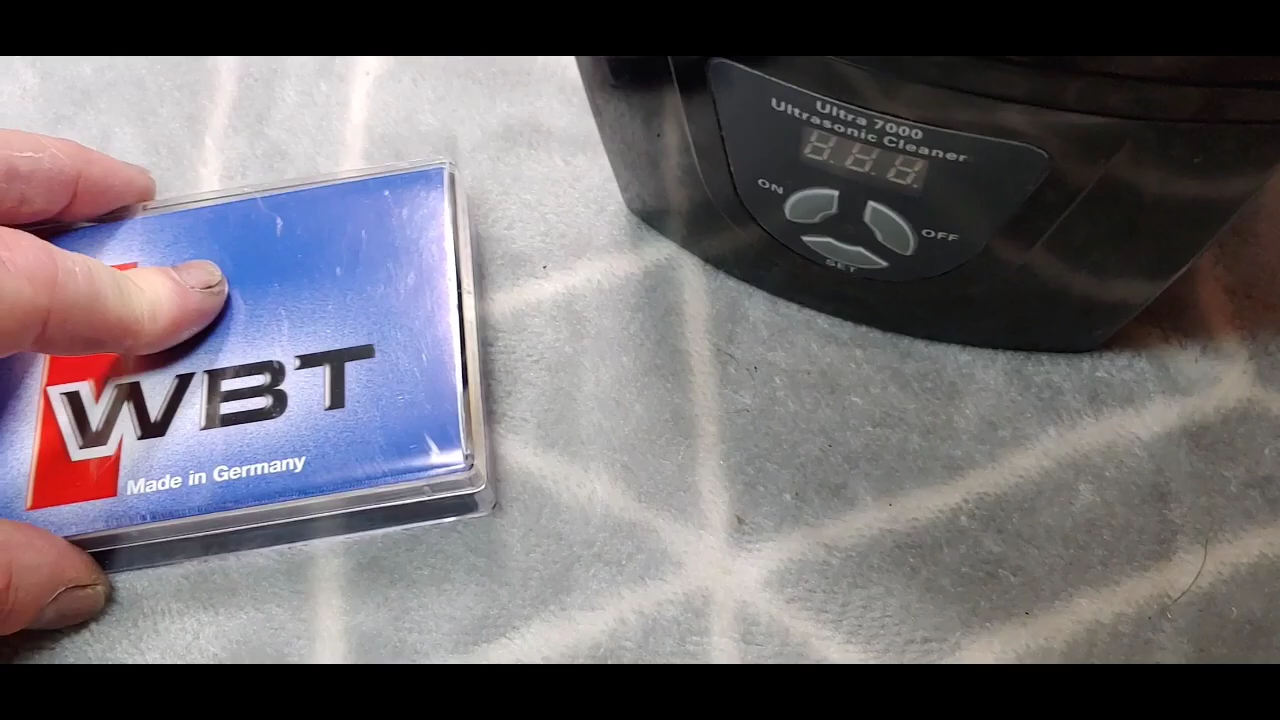 WBT
Made in Germany
Ultra 7000
Ultrasonic Cleaner
ON
OFF
SET